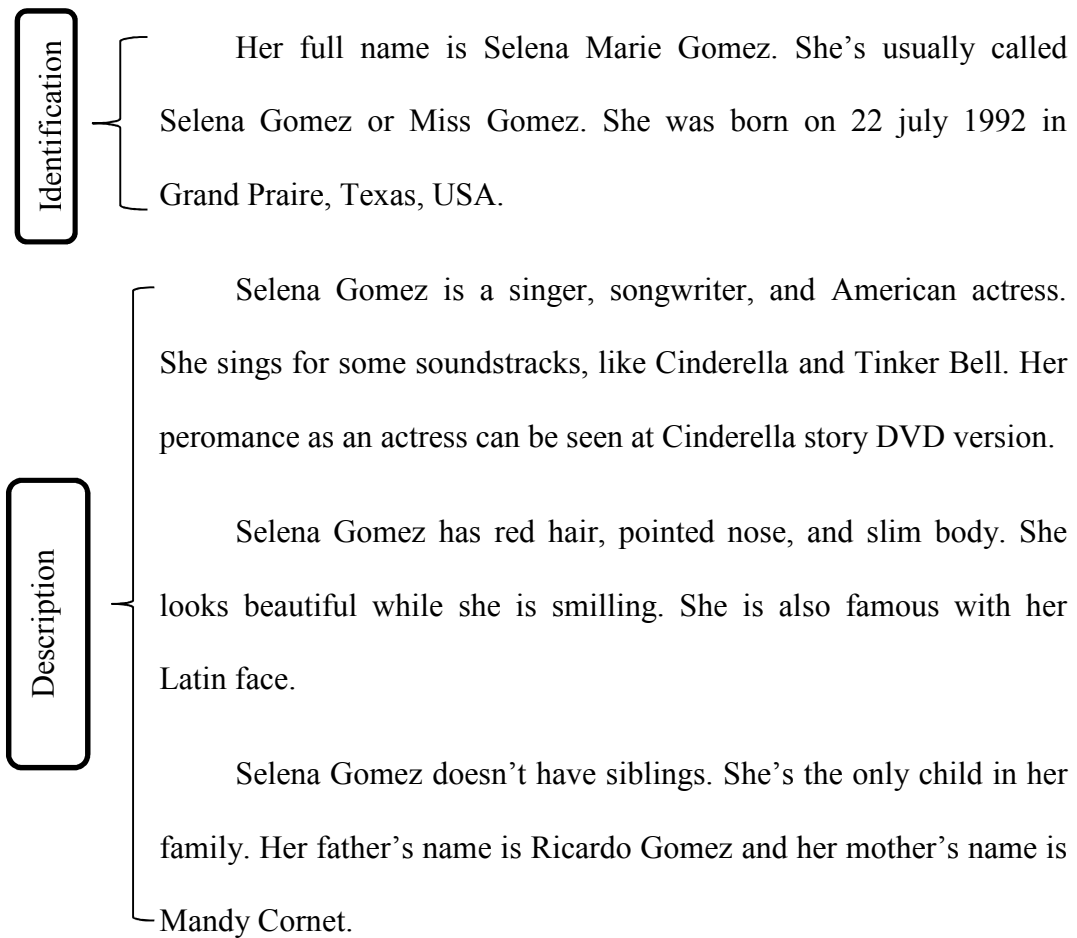 Identification
Her full name is Selena Marie Gomez. She’s usually called
Selena Gomez or Miss Gomez. She was born on 22 july 1992 in
Grand Praire, Texas, USA.
Description
Selena Gomez is a singer, songwriter, and American actress.
She sings for some soundstracks, like Cinderella and Tinker Bell. Her
peromance as an actress can be seen at Cinderella story DVD version.
Selena Gomez has red hair, pointed nose, and slim body. She
looks beautiful while she is smilling. She is also famous with her
Latin face.
Selena Gomez doesn’t have siblings. She’s the only child in her
family. Her father’s name is Ricardo Gomez and her mother’s name is
Mandy Cornet.